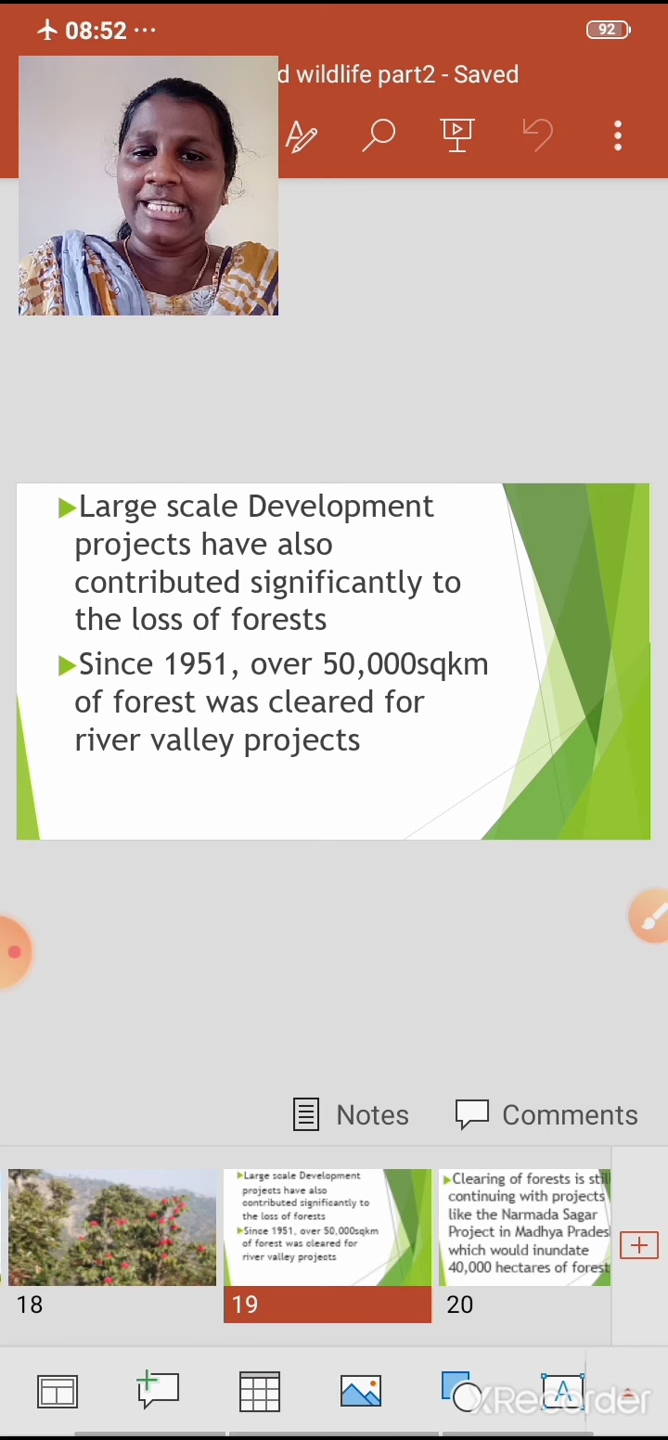 08:52
92
d wildlife part2 - Saved
Large scale Development
projects have also
contributed significantly to
the loss of forests
Since 1951, over 50,000sqkm
of forest was cleared for
river valley projects
Notes
Comments
Large scale Development
projects have also
contributed significantly to
the loss of forests
Since 1951, over 50,000sqkm
of forest was cleared for
river valley projects
Clearing of forests is still
continuing with projects
like the Narmada Sagar
Project in Madhya Prades
which would inundate
40,000 hectares of forest
18
19
20
A
XRecorder